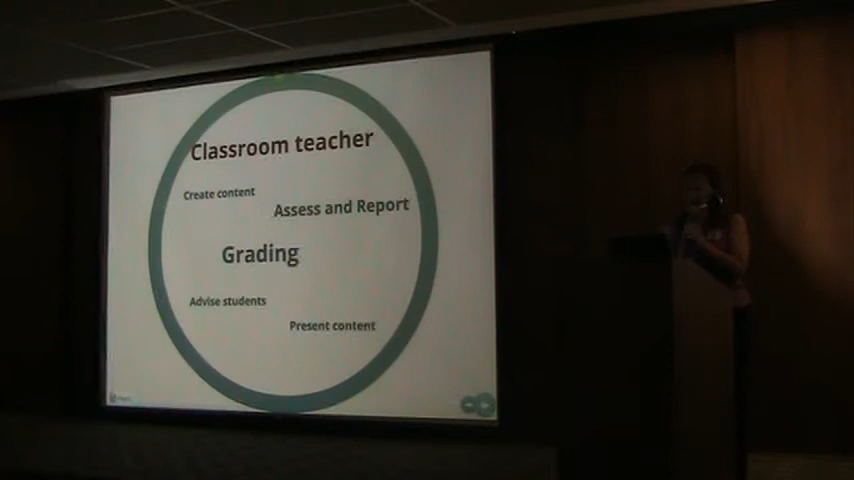 Classroom teacher
Create content
Assess and Report
Grading
Advise students
Present content